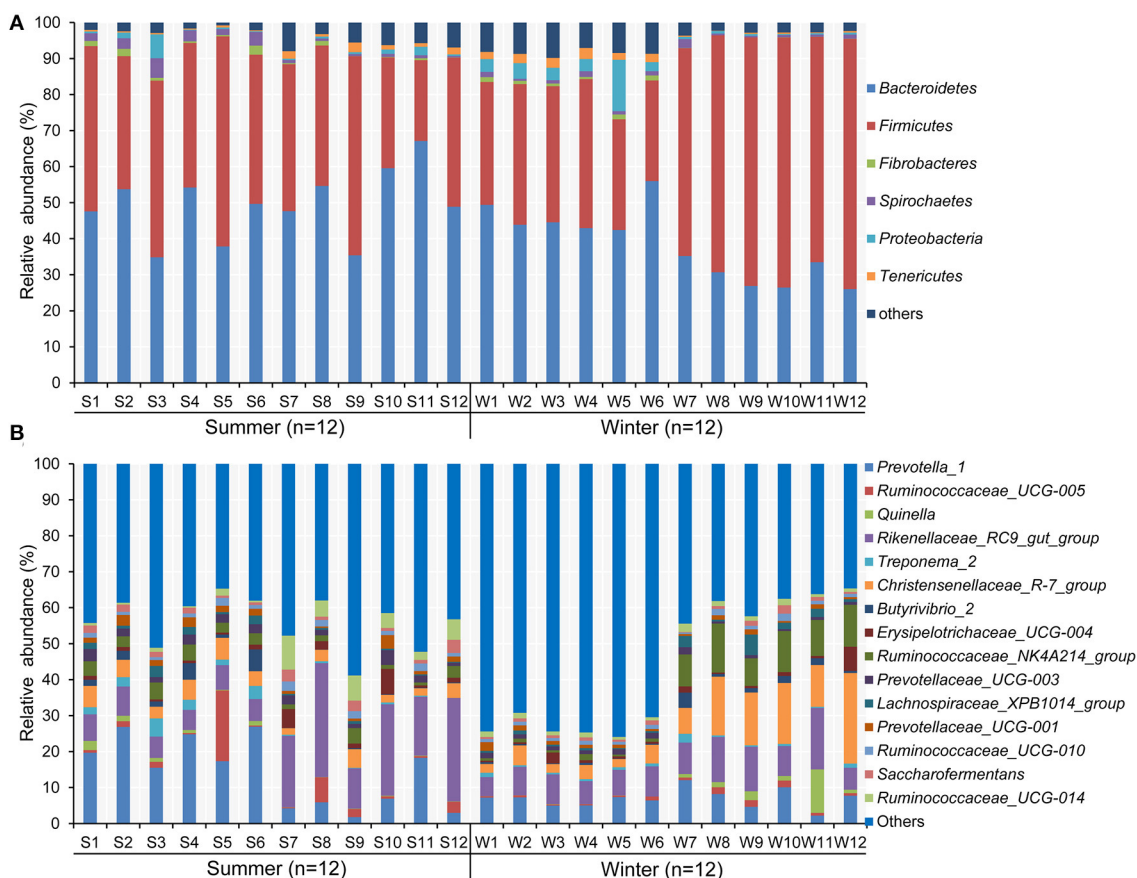 A
Relative abundance (%)
100
90
80
70
60
50
40
30
20
10
0
S1 S2 S3 S4 S5 S6 S7 S8 S9 S10 S11 S12 W1 W2 W3 W4 W5 W6 W7 W8 W9 W10 W11 W12
Summer (n=12) Winter (n=12)
Bacteroidetes
Firmicutes
Fibrobacteres
Spirochaetes
Proteobacteria
Tenericutes
others
B
Relative abundance (%)
100
90
80
70
60
50
40
30
20
10
0
S1 S2 S3 S4 S5 S6 S7 S8 S9 S10 S11 S12 W1 W2 W3 W4 W5 W6 W7 W8 W9 W10 W11 W12
Summer (n=12) Winter (n=12)
Prevotella_1
Ruminococcaceae_UCG-005
Quinella
Rikenellaceae_RC9_gut_group
Treponema_2
Christensenellaceae_R-7_group
Butyrivibrio_2
Erysipelotrichaceae_UCG-004
Ruminococcaceae_NK4A214_group
Prevotellaceae_UCG-003
Lachnospiraceae_XPB1014_group
Prevotellaceae_UCG-001
Ruminococcaceae_UCG-010
Saccharofermentans
Ruminococcaceae_UCG-014
Others